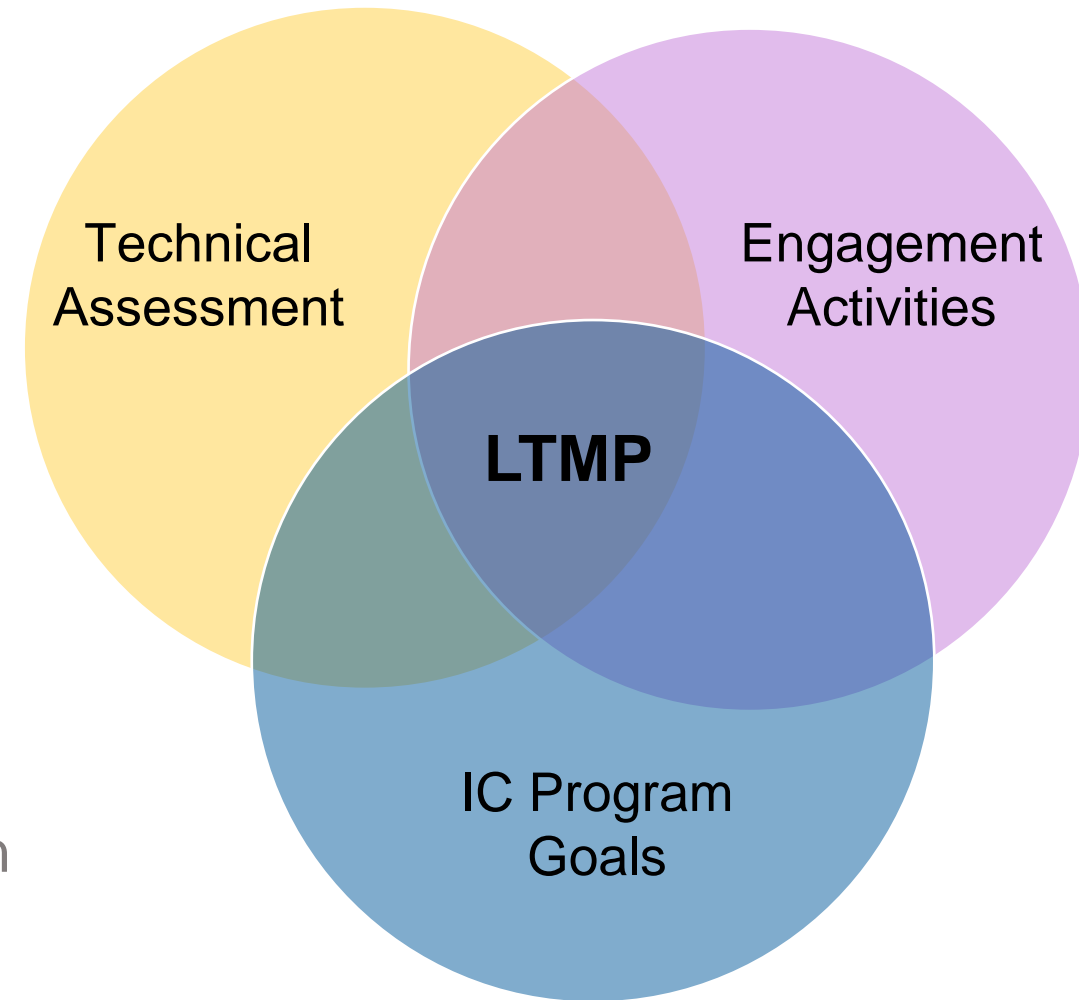 Technical
Assessment
Engagement
Activities
LTMP
IC Program
Goals